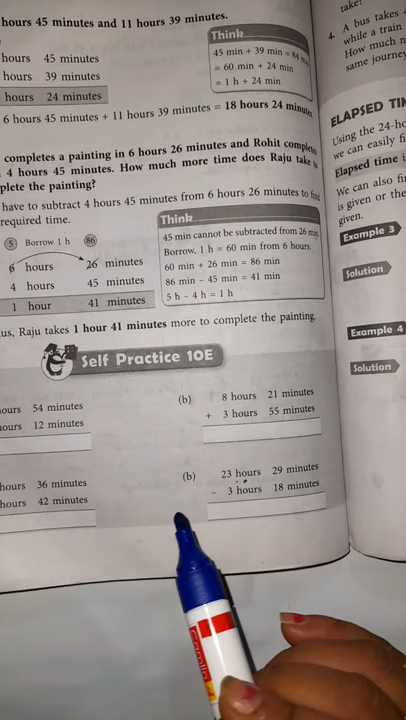 hours 45 minutes and 11 hours 39 minutes.
hours 45 minutes
hours 39 minutes
hours 24 minutes
Think
45 min + 39 min = 84 min
= 60 min + 24 min
= 1 h + 24 min
6 hours 45 minutes + 11 hours 39 minutes = 18 hours 24 minutes.
completes a painting in 6 hours 26 minutes and Rohit completes
4 hours 45 minutes. How much more time does Raju take to
plete the painting?
have to subtract 4 hours 45 minutes from 6 hours 26 minutes to find
required time.
5 Borrow 1 h 86
6 hours 26 minutes
4 hours 45 minutes
1 hour 41 minutes
Think
45 min cannot be subtracted from 26 min.
Borrow, 1 h = 60 min from 6 hours.
60 min + 26 min = 86 min
86 min − 45 min = 41 min
5 h − 4 h = 1 h
us, Raju takes 1 hour 41 minutes more to complete the painting.
Self Practice 10E
ours 54 minutes
ours 12 minutes
(b) 8 hours 21 minutes
+ 3 hours 55 minutes
hours 36 minutes
hours 42 minutes
(b) 23 hours 29 minutes
− 3 hours 18 minutes
take?
4. A bus takes
while a train
How much m
same journey
ELAPSED TIM
Using the 24-ho
we can easily fi
Elapsed time i
We can also fin
is given or the
given.
Example 3
Solution
Example 4
Solution
Camlin